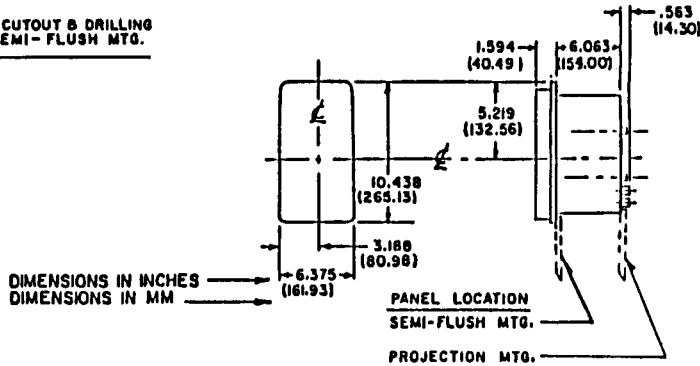 CUTOUT & DRILLING
EMI-FLUSH MTG.
.563
(14.30)
1.594
(40.49)
6.063
(154.00)
5.219
(132.56)
℄
℄
10.438
(265.13)
3.188
(80.98)
6.375
(161.93)
DIMENSIONS IN INCHES
DIMENSIONS IN MM
PANEL LOCATION
SEMI-FLUSH MTG.
PROJECTION MTG.